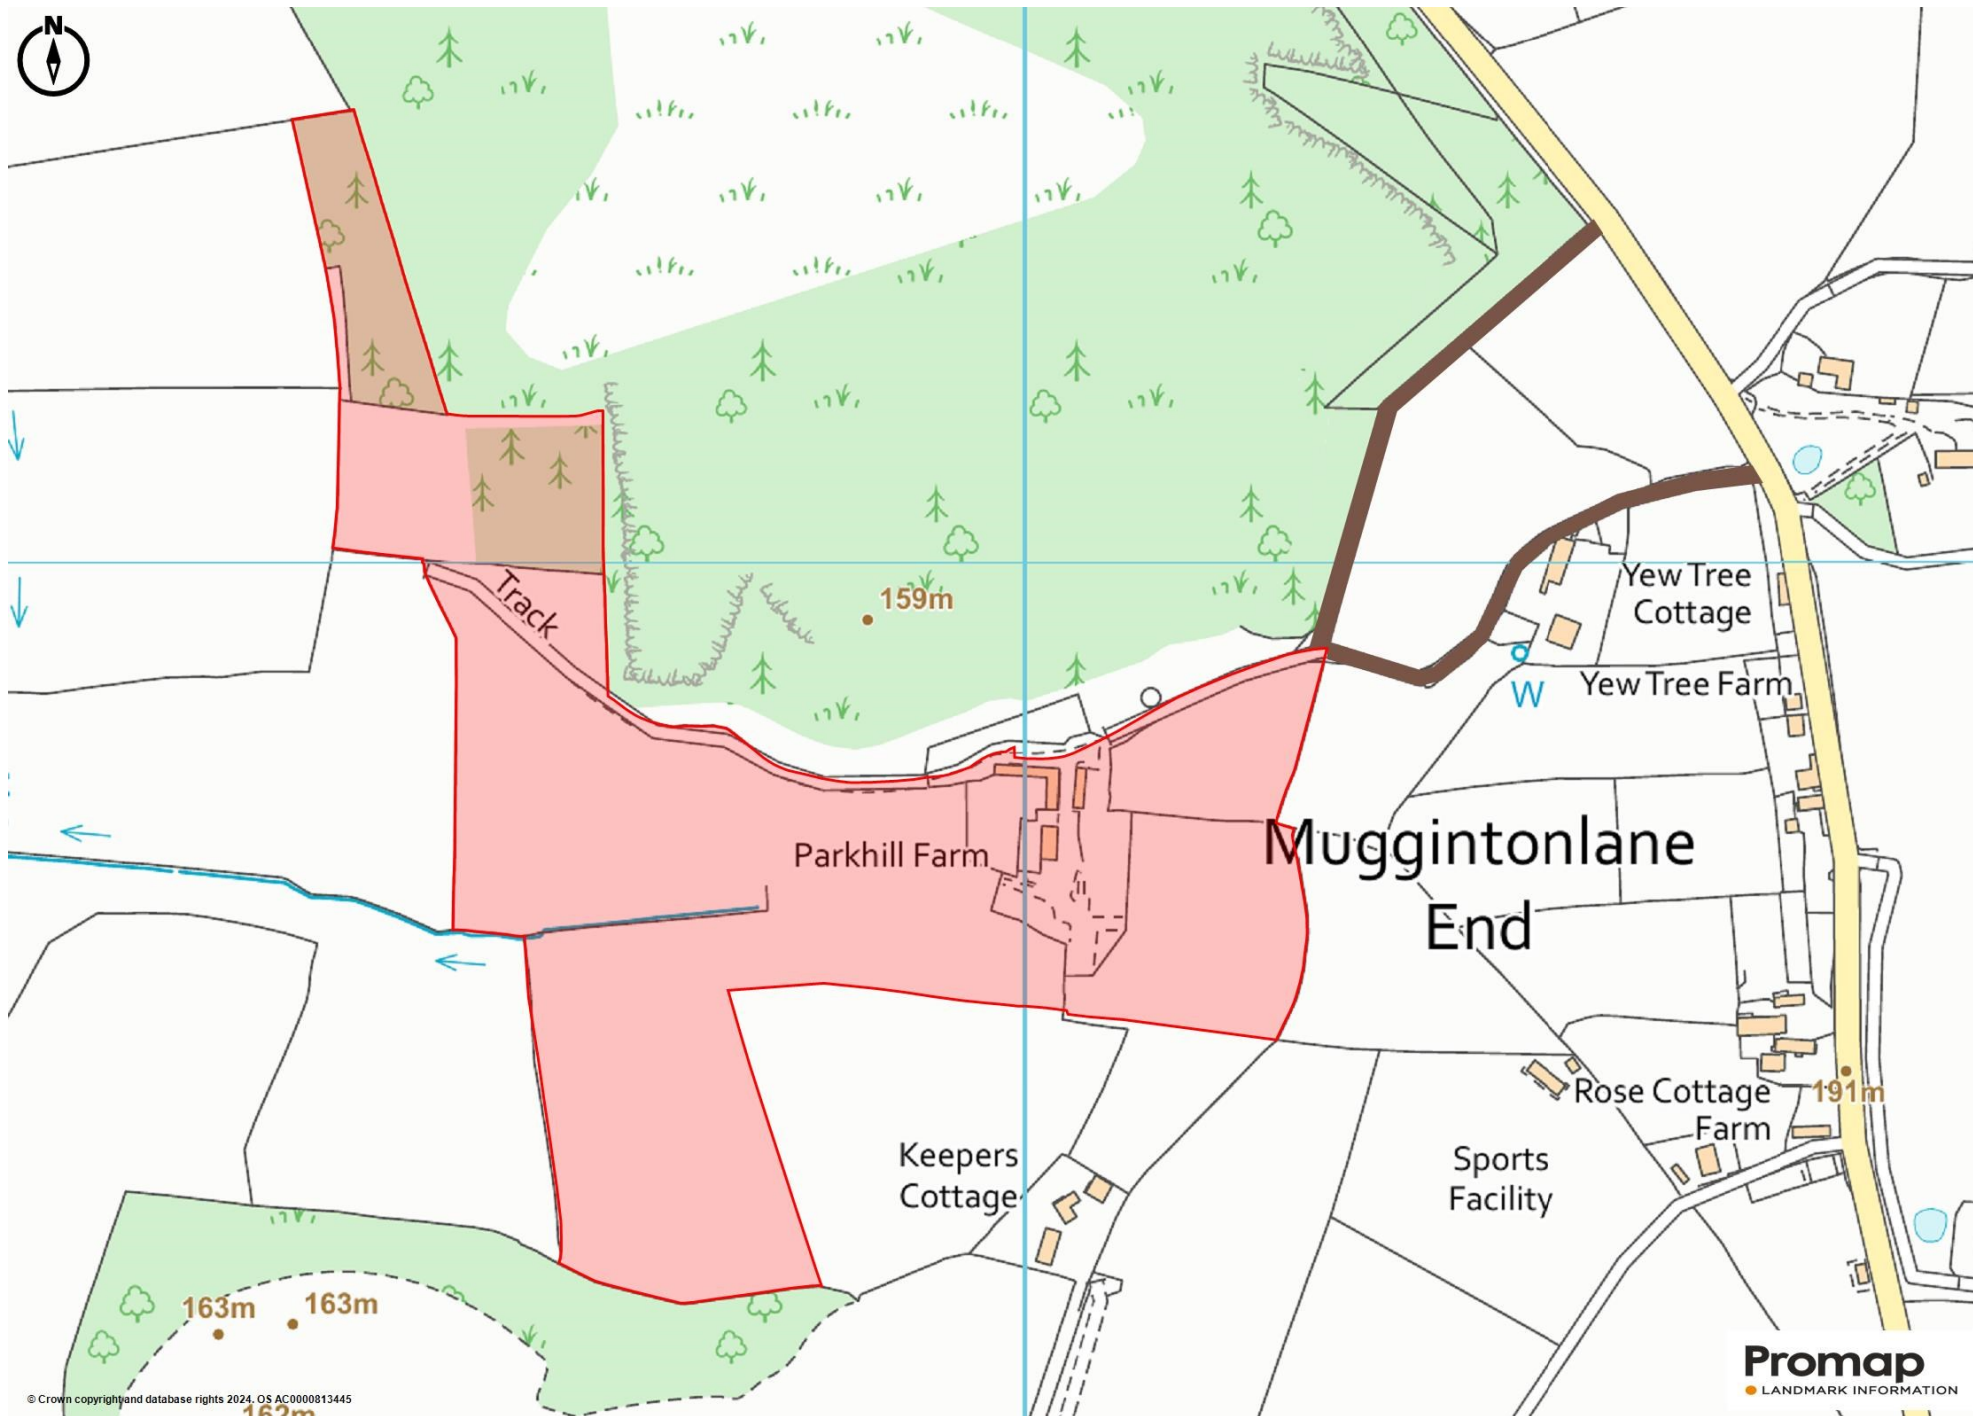 N
Track
159m
Yew Tree
Cottage
Yew Tree Farm
W
Parkhill Farm
Muggintonlane
End
191m
Rose Cottage
Farm
Keepers
Cottage
Sports
Facility
163m
163m
162m
Promap
LANDMARK INFORMATION
© Crown copyright and database rights 2024. OS AC0000813445